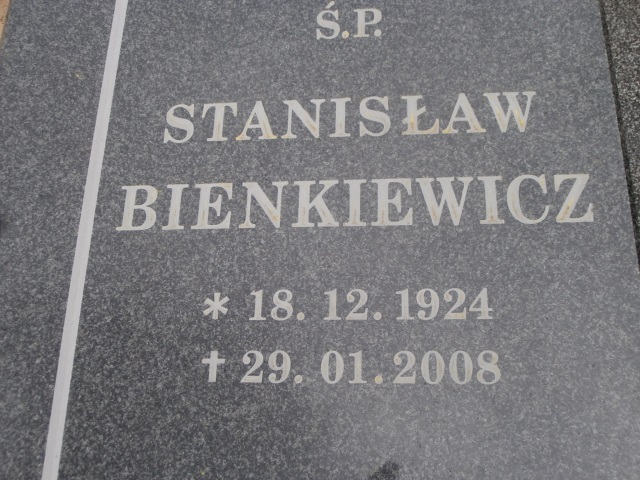 Ś.P.
STANISŁAW
BIENKIEWICZ
* 18. 12. 1924
✝ 29. 01. 2008